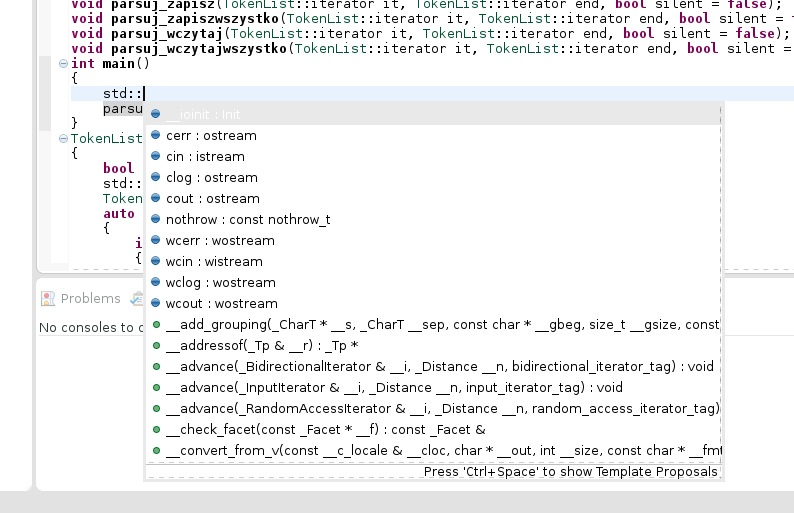 void parsuj_zapisz(TokenList::iterator it, TokenList::iterator end, bool silent = false);
void parsuj_zapiszwszystko(TokenList::iterator it, TokenList::iterator end, bool silent =
void parsuj_wczytaj(TokenList::iterator it, TokenList::iterator end, bool silent = false);
void parsuj_wczytajwszystko(TokenList::iterator it, TokenList::iterator end, bool silent =
int main()
{
std::
parsu
__ioinit : Init
}
cerr : ostream
TokenList
cin : istream
{
bool
clog : ostream
std::
Token
cout : ostream
auto
nothrow : const nothrow_t
{
wcerr : wostream
i
{
wcin : wistream
wclog : wostream
Problems
wcout : wostream
No consoles to d
__add_grouping(_CharT * __s, _CharT __sep, const char * __gbeg, size_t __gsize, const
__addressof(_Tp & __r) : _Tp *
__advance(_BidirectionalIterator & __i, _Distance __n, bidirectional_iterator_tag) : void
__advance(_InputIterator & __i, _Distance __n, input_iterator_tag) : void
__advance(_RandomAccessIterator & __i, _Distance __n, random_access_iterator_tag)
__check_facet(const _Facet * __f) : const _Facet &
__convert_from_v(const __c_locale & __cloc, char * __out, int __size, const char * __fmt
Press 'Ctrl+Space' to show Template Proposals